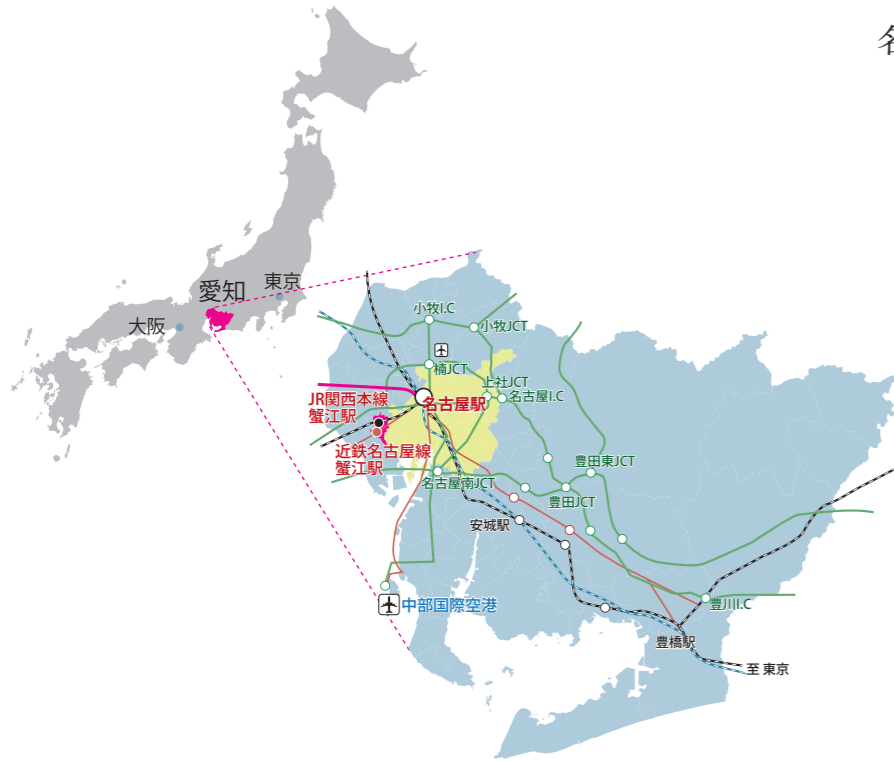 名
東京
愛知
大阪
小牧I.C
小牧JCT
楠JCT
上社JCT
JR関西本線
蟹江駅
名古屋駅
名古屋I.C
近鉄名古屋線
蟹江駅
豊田東JCT
名古屋南JCT
豊田JCT
安城駅
中部国際空港
豊川I.C
豊橋駅
至 東京